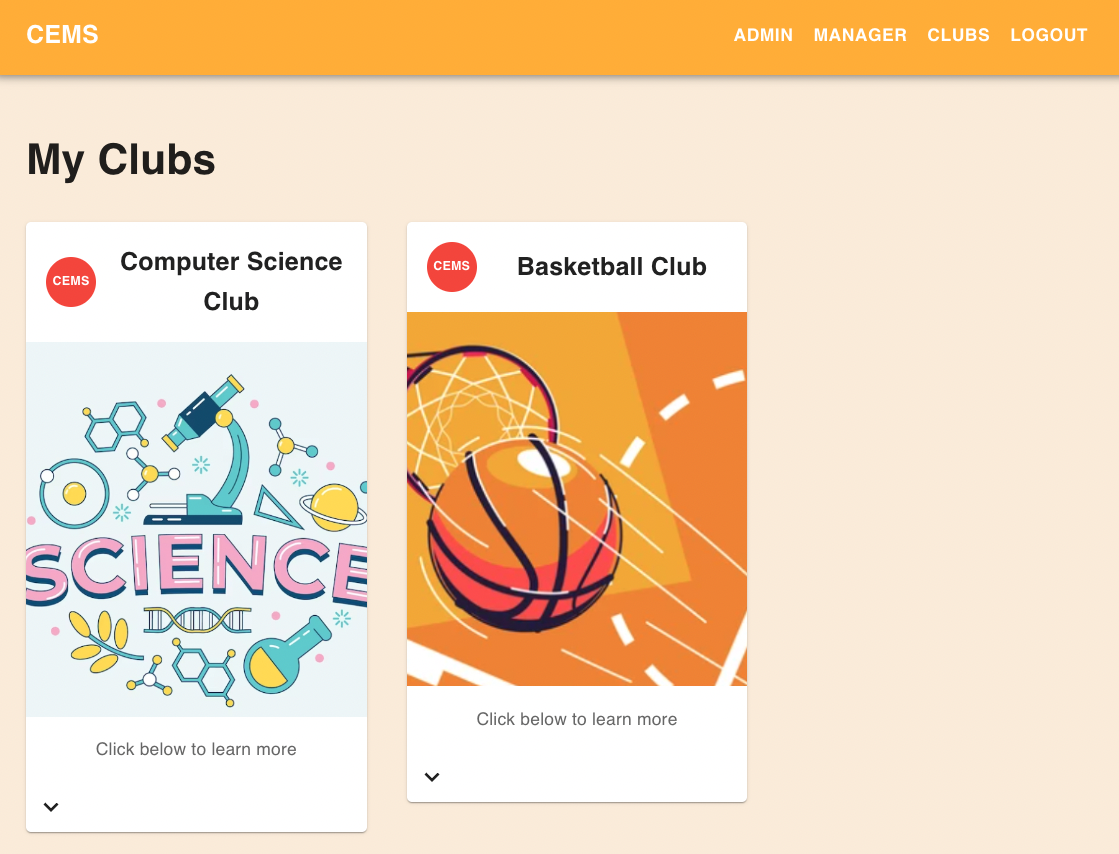 CEMS
ADMIN MANAGER CLUBS LOGOUT
My Clubs
CEMS
Computer Science
Club
SCIENCE
Click below to learn more
CEMS
Basketball Club
Click below to learn more